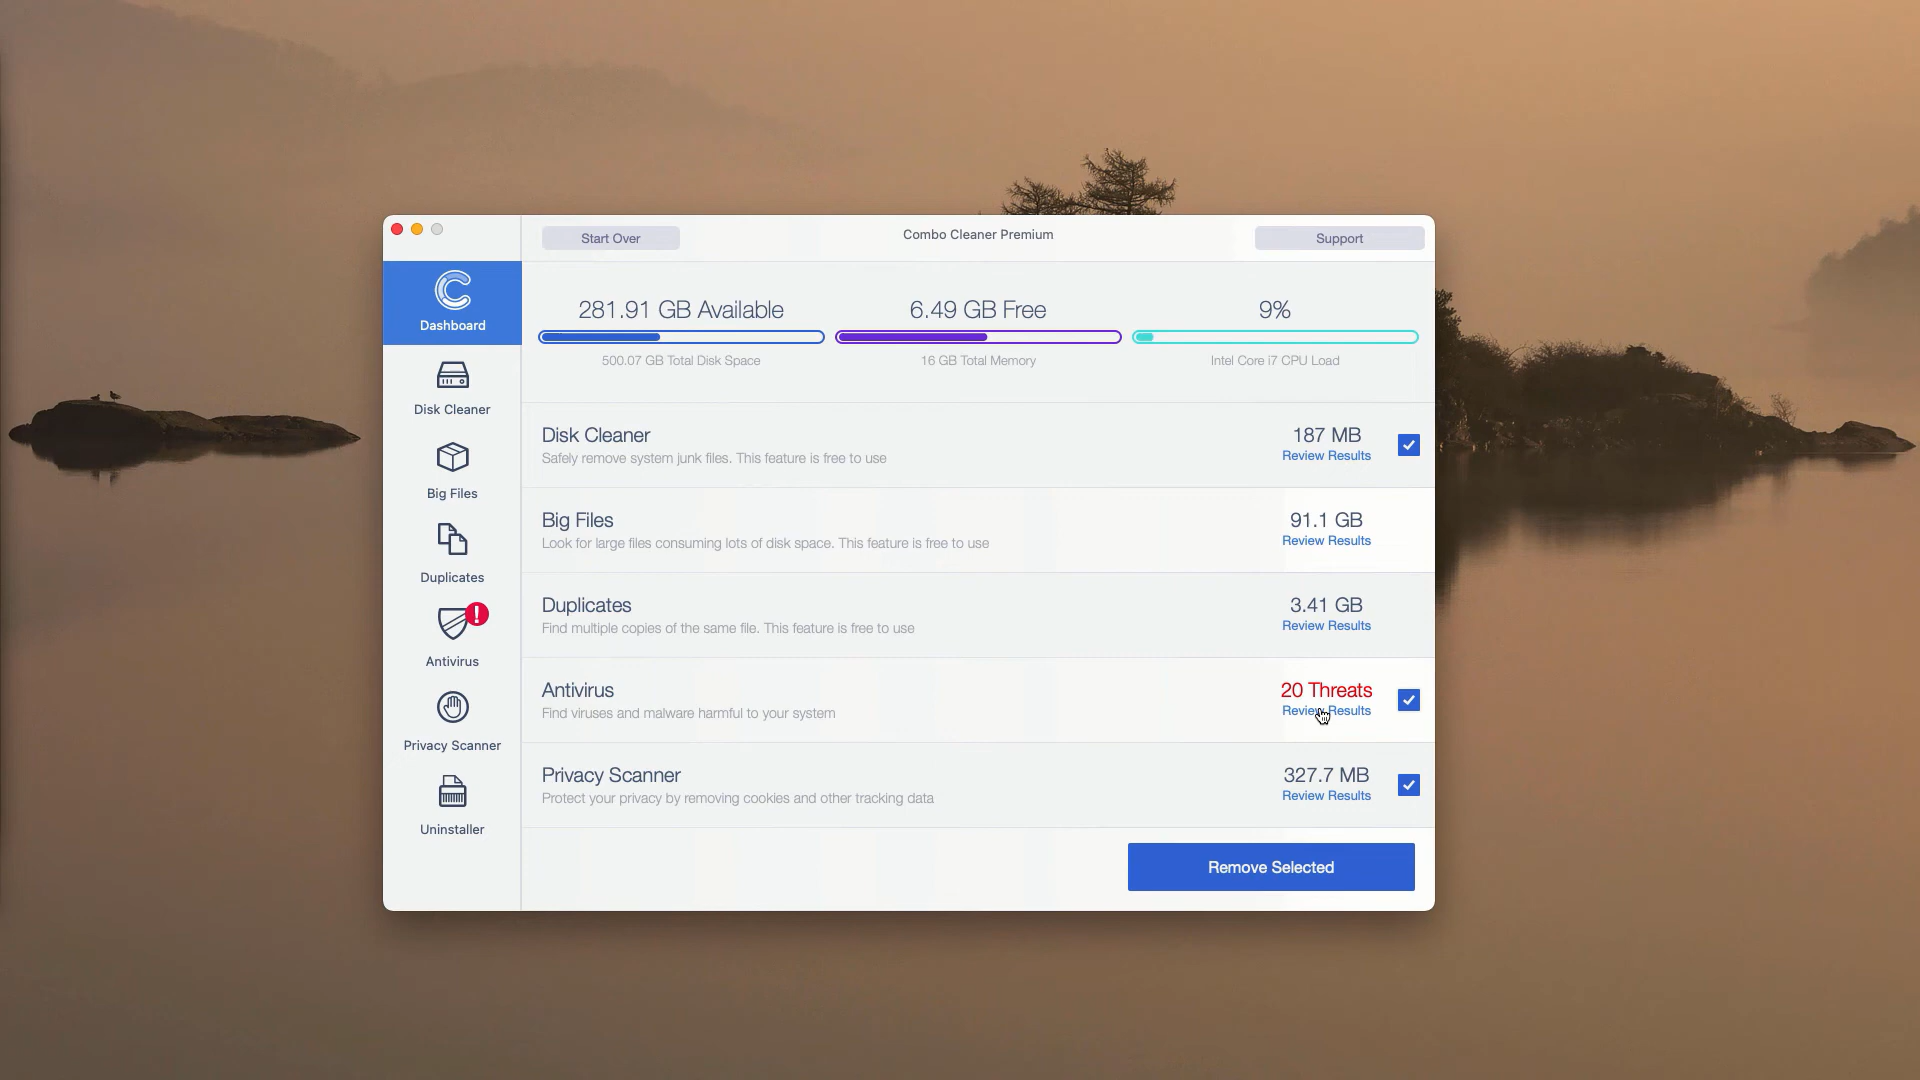 Start Over
Combo Cleaner Premium
Support
Dashboard
Disk Cleaner
Big Files
Duplicates
!
Antivirus
Privacy Scanner
Uninstaller
281.91 GB Available
500.07 GB Total Disk Space
6.49 GB Free
16 GB Total Memory
9%
Intel Core i7 CPU Load
Disk Cleaner
Safely remove system junk files. This feature is free to use
187 MB
Review Results
Big Files
Look for large files consuming lots of disk space. This feature is free to use
91.1 GB
Review Results
Duplicates
Find multiple copies of the same file. This feature is free to use
3.41 GB
Review Results
Antivirus
Find viruses and malware harmful to your system
20 Threats
Review Results
Privacy Scanner
Protect your privacy by removing cookies and other tracking data
327.7 MB
Review Results
Remove Selected